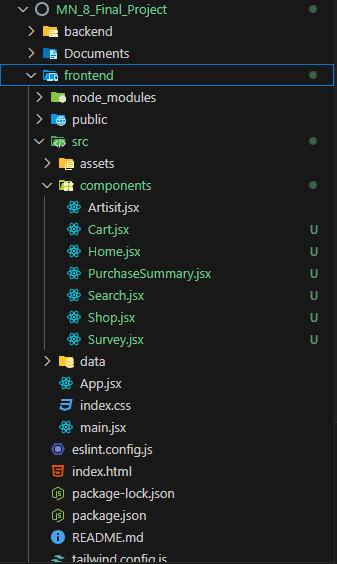 MN_8_Final_Project
backend
Documents
frontend
node_modules
public
src
assets
components
Artisit.jsx
Cart.jsx U
Home.jsx U
PurchaseSummary.jsx U
Search.jsx U
Shop.jsx U
Survey.jsx U
data
App.jsx
index.css
main.jsx
eslint.config.js
index.html
package-lock.json
package.json
README.md
tailwind.config.js